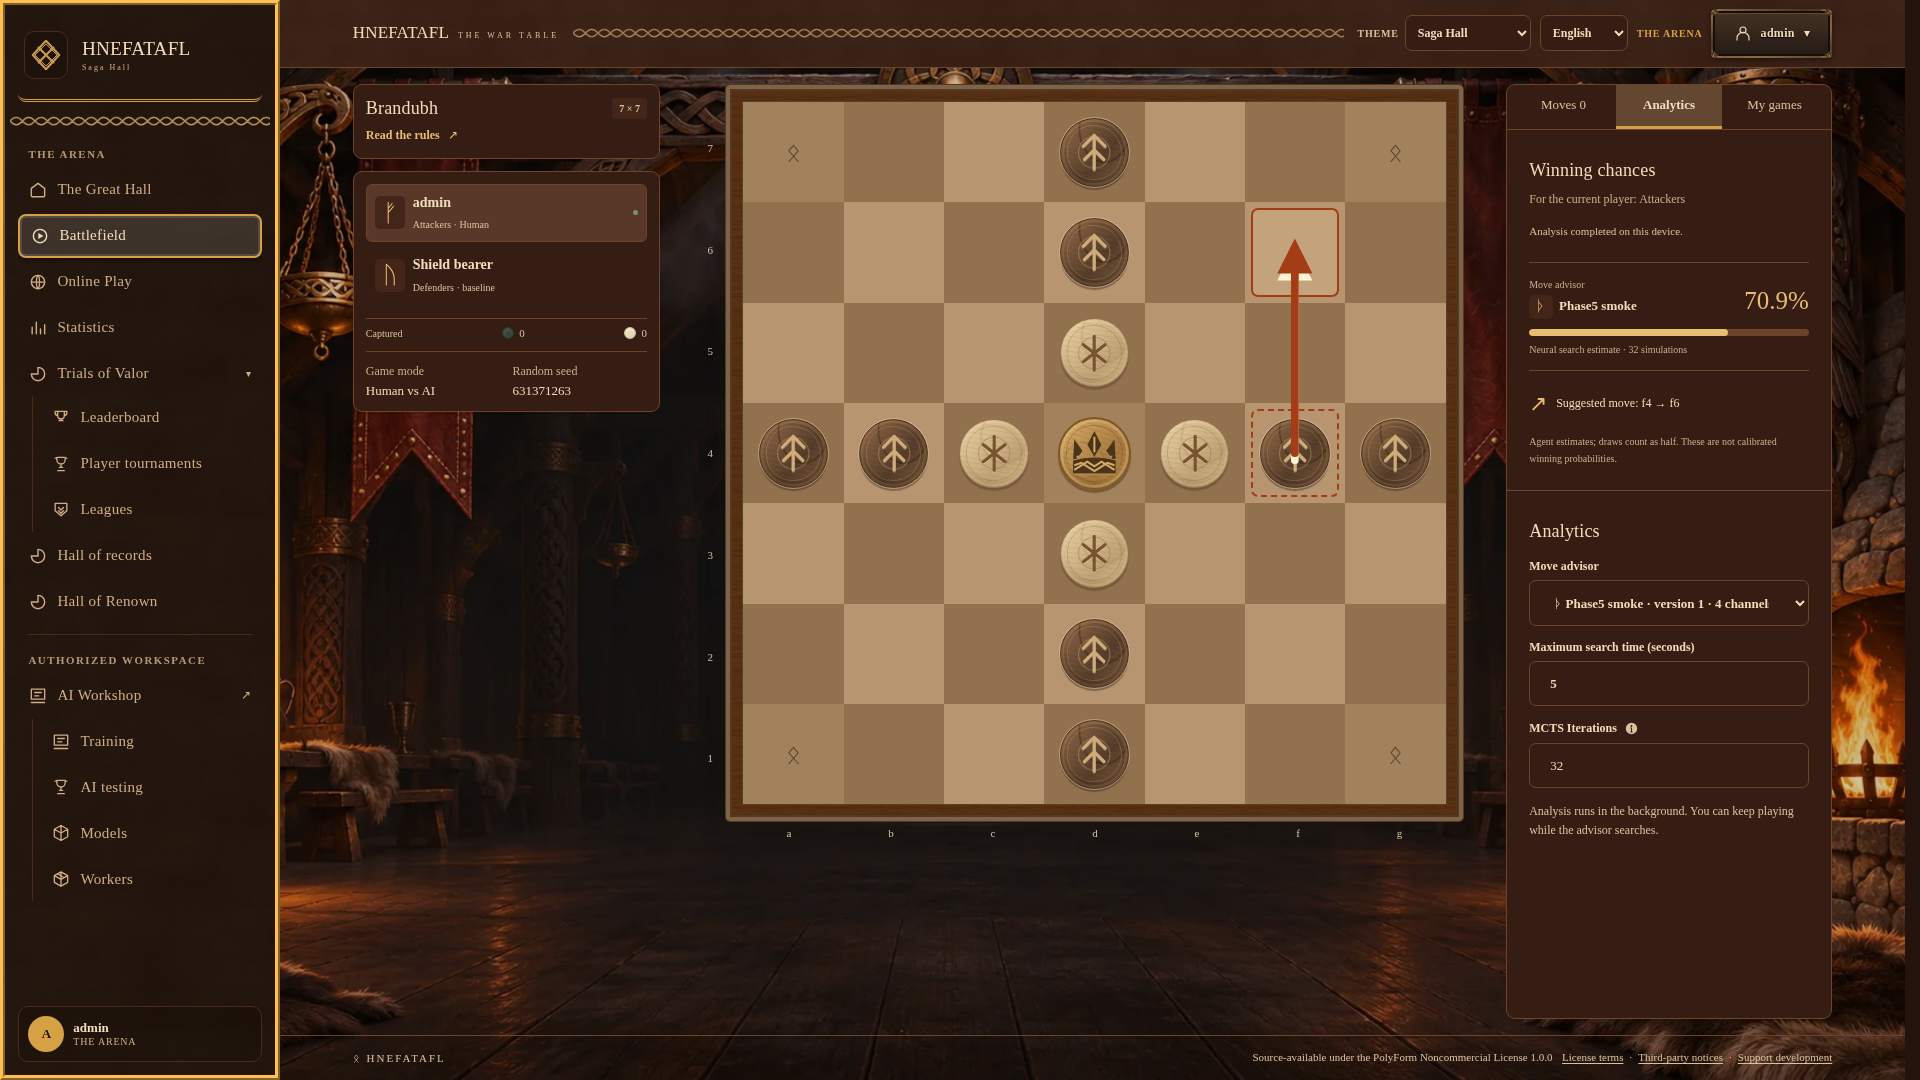 HNEFATAFL
Saga Hall
THE ARENA
The Great Hall
Battlefield
Online Play
Statistics
Trials of Valor ▾
Leaderboard
Player tournaments
Leagues
Hall of records
Hall of Renown
AUTHORIZED WORKSPACE
AI Workshop ↗
Training
AI testing
Models
Workers
A
admin
THE ARENA
HNEFATAFL THE WAR TABLE
THEME Saga Hall English THE ARENA admin ▾
Brandubh 7 × 7
Read the rules ↗
ᚠ admin
Attackers · Human
ᚢ Shield bearer
Defenders · baseline
Captured 0 0
Game mode Random seed
Human vs AI 631371263
7
6
5
4
3
2
1
a b c d e f g
ᛟ ᛟ
ᛟ ᛟ
Moves 0 Analytics My games
Winning chances
For the current player: Attackers
Analysis completed on this device.
Move advisor
ᚦ Phase5 smoke 70.9%
Neural search estimate · 32 simulations
Suggested move: f4 → f6
Agent estimates; draws count as half. These are not calibrated
winning probabilities.
Analytics
Move advisor
ᚦ Phase5 smoke · version 1 · 4 channel
Maximum search time (seconds)
5
MCTS Iterations
32
Analysis runs in the background. You can keep playing
while the advisor searches.
ᛟ HNEFATAFL
Source-available under the PolyForm Noncommercial License 1.0.0 License terms · Third-party notices · Support development